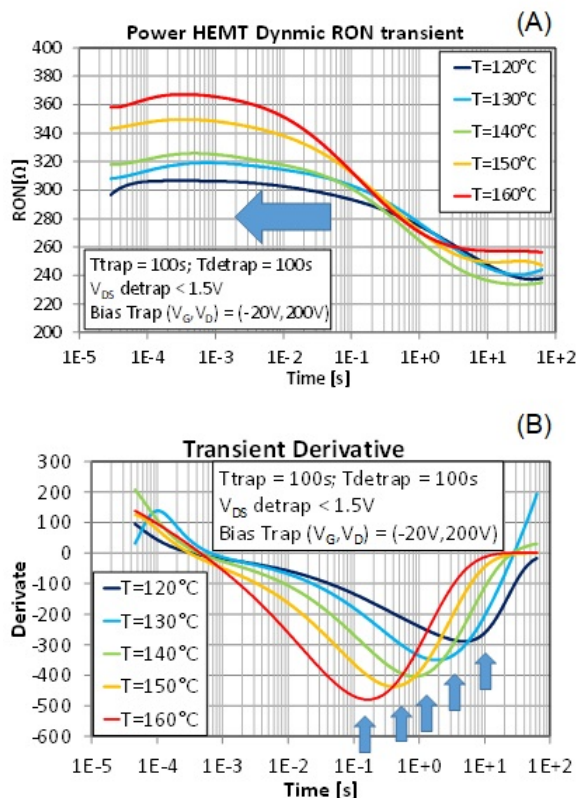 (A)
Power HEMT Dynmic RON transient
400
380
360
340
320
300
280
260
240
220
200
RON[Ω]
T=120°C
T=130°C
T=140°C
T=150°C
T=160°C
Ttrap = 100s; Tdetrap = 100s
VDS detrap < 1.5V
Bias Trap (VG,VD) = (-20V,200V)
1E-5 1E-4 1E-3 1E-2 1E-1 1E+0 1E+1 1E+2
Time [s]
(B)
Transient Derivative
300
200
100
0
-100
-200
-300
-400
-500
-600
Derivate
Ttrap = 100s; Tdetrap = 100s
VDS detrap < 1.5V
Bias Trap (VG,VD) = (-20V,200V)
T=120°C
T=130°C
T=140°C
T=150°C
T=160°C
1E-5 1E-4 1E-3 1E-2 1E-1 1E+0 1E+1 1E+2
Time [s]